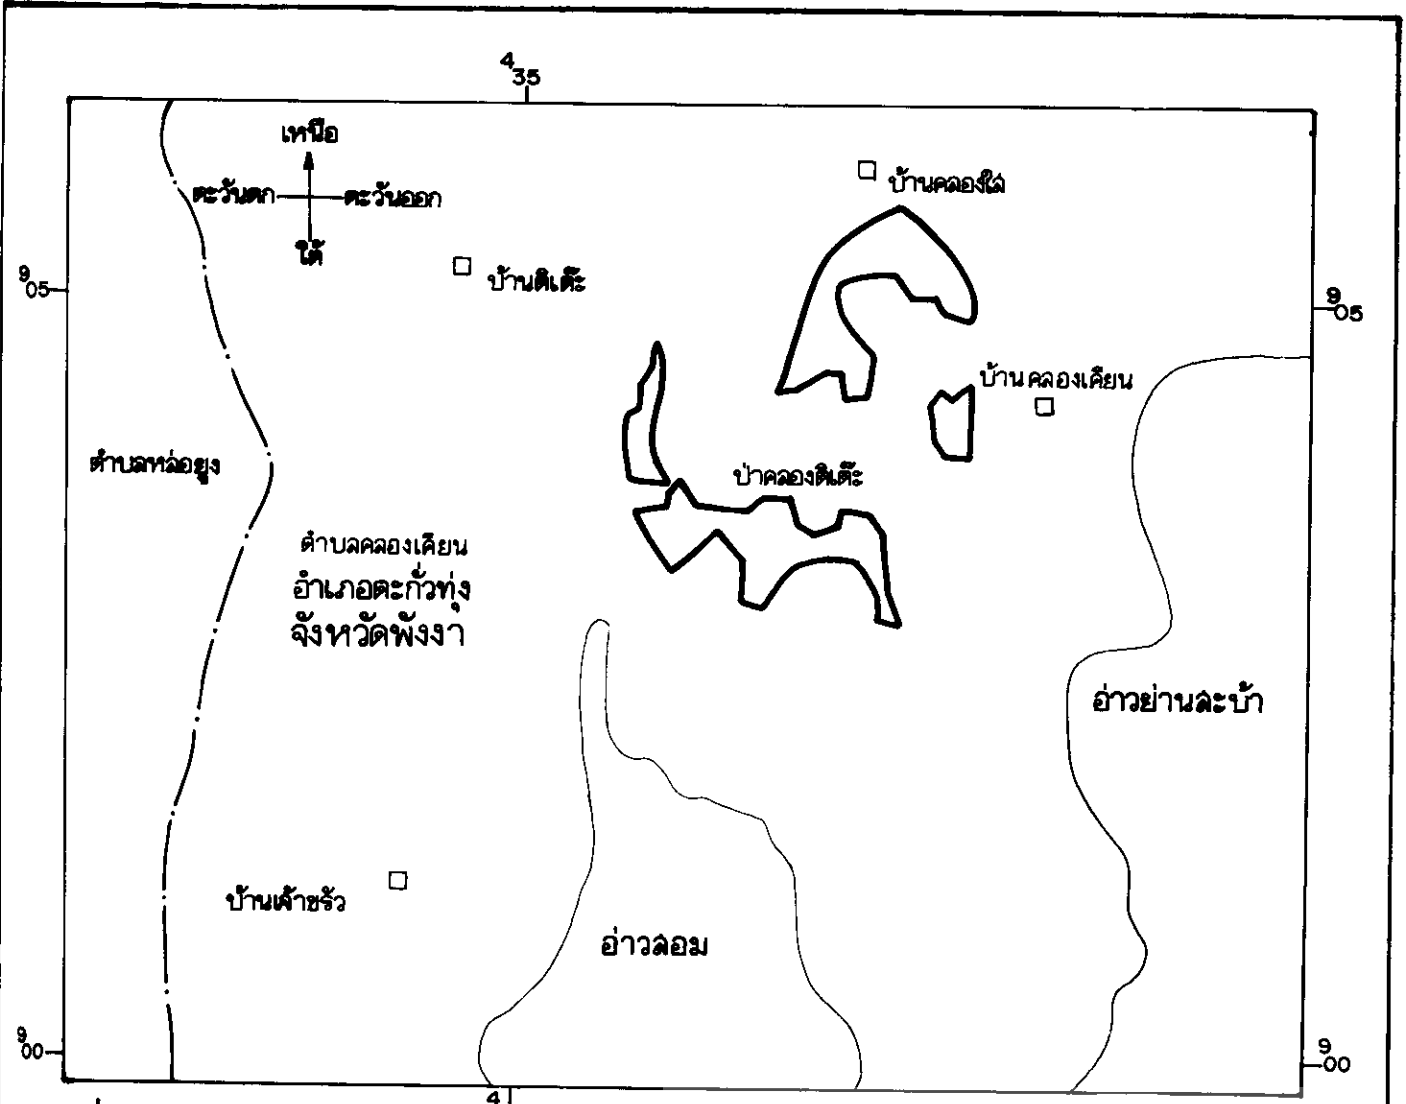 4 35
เหนือ
ตะวันตก ตะวันออก
ใต้
บ้านคลองใส
บ้านติเต๊ะ
9 05
9 05
บ้านคลองเคียน
ตำบลหล่อยูง
ป่าคลองติเต๊ะ
ตำบลคลองเคียน
อำเภอตะกั่วทุ่ง
จังหวัดพังงา
อ่าวย่านสะบ้า
บ้านเจ้าขรัว
อ่าวลอม
9 00
9 00
4